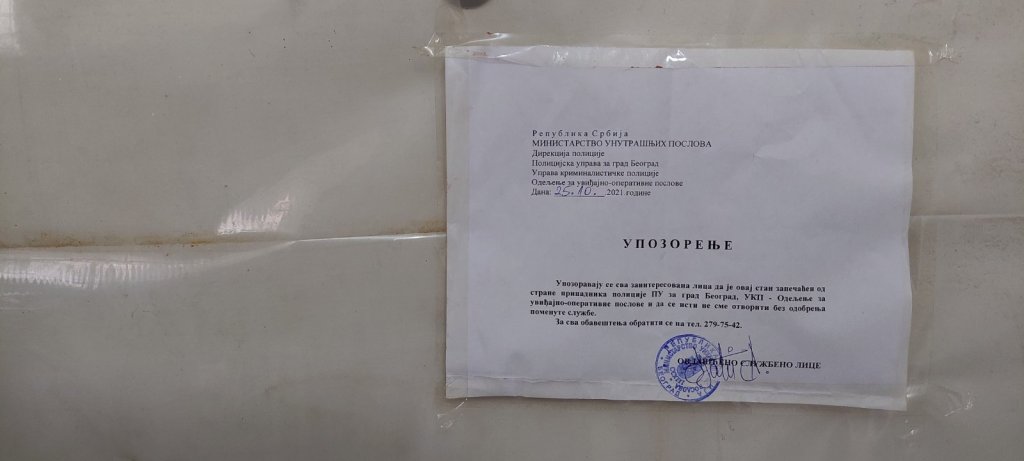 Република Србија
МИНИСТАРСТВО УНУТРАШЊИХ ПОСЛОВА
Дирекција полиције
Полицијска управа за град Београд
Управа криминалистичке полиције
Одељење за увиђајно-оперативне послове
Дана: 25.10. 2021.године
УПОЗОРЕЊЕ
Упозоравају се сва заинтересована лица да је овај стан запечаћен од
стране припадника полиције ПУ за град Београд, УКП - Одељење за
увиђајно-оперативне послове и да се исти не сме отворити без одобрења
поменуте службе.
За сва обавештења обратити се на тел. 279-75-42.
ОВЛАШЋЕНО СЛУЖБЕНО ЛИЦЕ